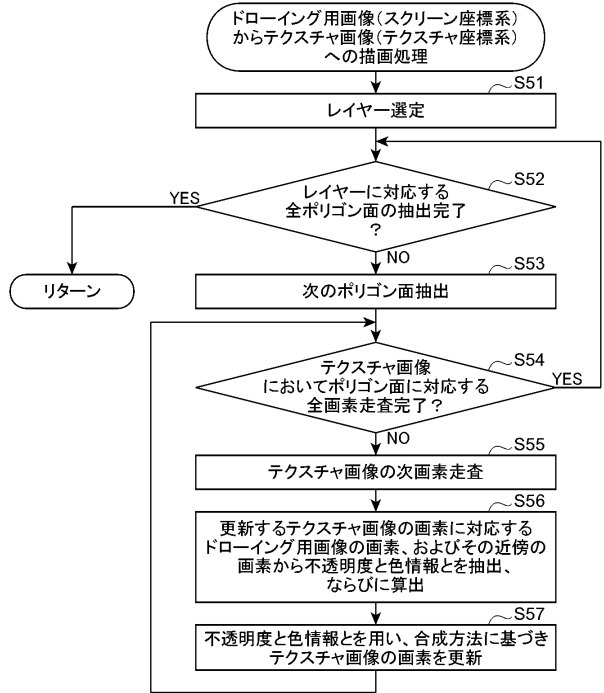 ドローイング用画像(スクリーン座標系)
からテクスチャ画像(テクスチャ座標系)
への描画処理
S51
レイヤー選定
S52
レイヤーに対応する
全ポリゴン面の抽出完了
?
YES
NO
リターン
S53
次のポリゴン面抽出
S54
テクスチャ画像
においてポリゴン面に対応する
全画素走査完了?
YES
NO
S55
テクスチャ画像の次画素走査
S56
更新するテクスチャ画像の画素に対応する
ドローイング用画像の画素、およびその近傍の
画素から不透明度と色情報とを抽出、
ならびに算出
S57
不透明度と色情報とを用い、合成方法に基づき
テクスチャ画像の画素を更新